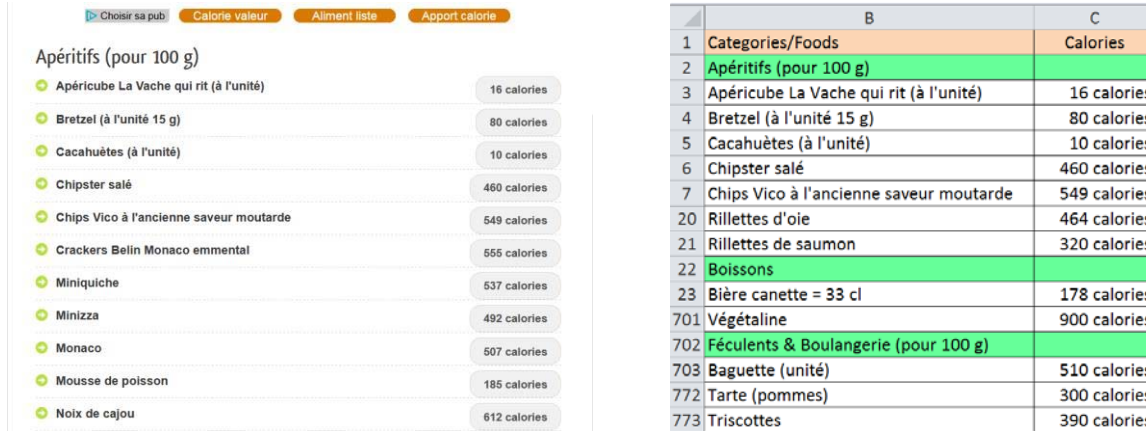 Choisir sa pub Calorie valeur Aliment liste Apport calorie
Apéritifs (pour 100 g)
Apéricube La Vache qui rit (à l'unité) 16 calories
Bretzel (à l'unité 15 g) 80 calories
Cacahuètes (à l'unité) 10 calories
Chipster salé 460 calories
Chips Vico à l'ancienne saveur moutarde 549 calories
Crackers Belin Monaco emmental 555 calories
Miniquiche 537 calories
Minizza 492 calories
Monaco 507 calories
Mousse de poisson 185 calories
Noix de cajou 612 calories
B C
1 Categories/Foods Calories
2 Apéritifs (pour 100 g)
3 Apéricube La Vache qui rit (à l'unité) 16 calories
4 Bretzel (à l'unité 15 g) 80 calories
5 Cacahuètes (à l'unité) 10 calories
6 Chipster salé 460 calories
7 Chips Vico à l'ancienne saveur moutarde 549 calories
20 Rillettes d'oie 464 calories
21 Rillettes de saumon 320 calories
22 Boissons
23 Bière canette = 33 cl 178 calories
701 Végétaline 900 calories
702 Féculents & Boulangerie (pour 100 g)
703 Baguette (unité) 510 calories
772 Tarte (pommes) 300 calories
773 Triscottes 390 calories